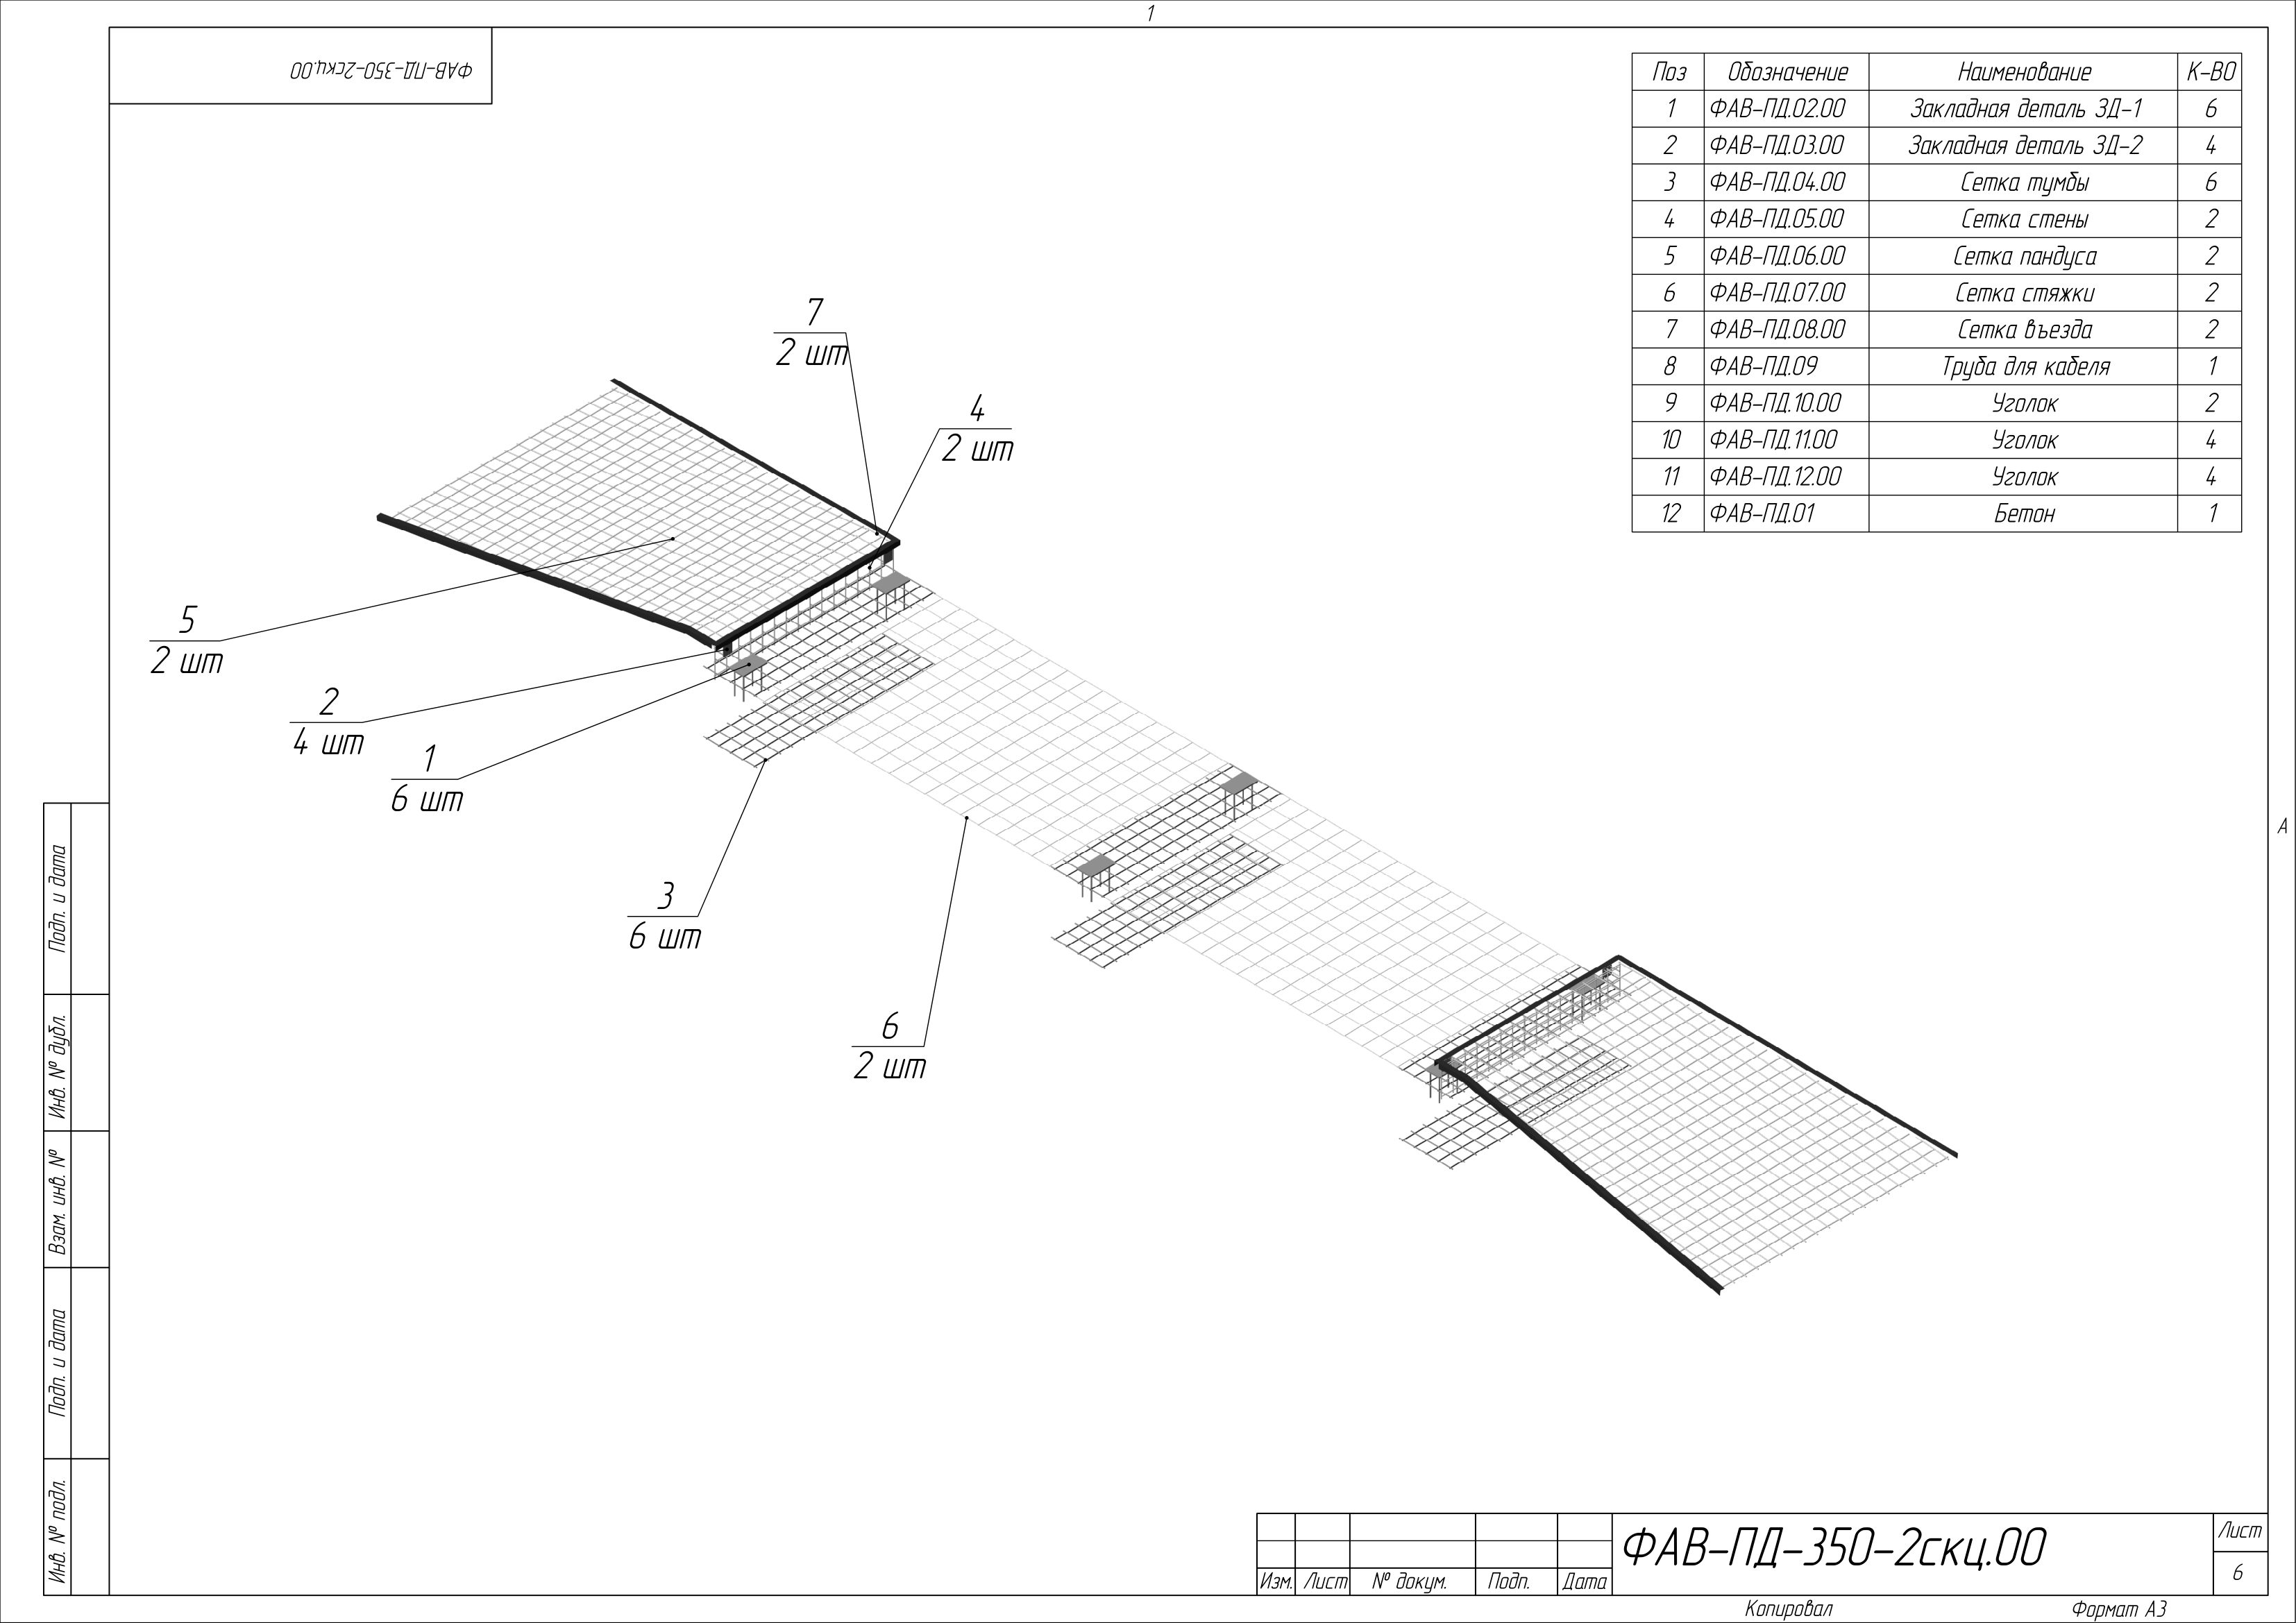 1
ФАВ-ПД-350-2скц.00
Поз Обозначение Наименование К-ВО
1 ФАВ-ПД.02.00 Закладная деталь ЗД-1 6
2 ФАВ-ПД.03.00 Закладная деталь ЗД-2 4
3 ФАВ-ПД.04.00 Сетка тумбы 6
4 ФАВ-ПД.05.00 Сетка стены 2
5 ФАВ-ПД.06.00 Сетка пандуса 2
6 ФАВ-ПД.07.00 Сетка стяжки 2
7 ФАВ-ПД.08.00 Сетка въезда 2
8 ФАВ-ПД.09 Труба для кабеля 1
9 ФАВ-ПД.10.00 Уголок 2
10 ФАВ-ПД.11.00 Уголок 4
11 ФАВ-ПД.12.00 Уголок 4
12 ФАВ-ПД.01 Бетон 1
7
2 шт
4
2 шт
5
2 шт
2
4 шт
1
6 шт
3
6 шт
6
2 шт
А
Подп. и дата
Инв. № дубл.
Взам. инв. №
Подп. и дата
Инв. № подл.
Изм. Лист № докум. Подп. Дата
ФАВ-ПД-350-2скц.00
Лист
6
Копировал Формат А3